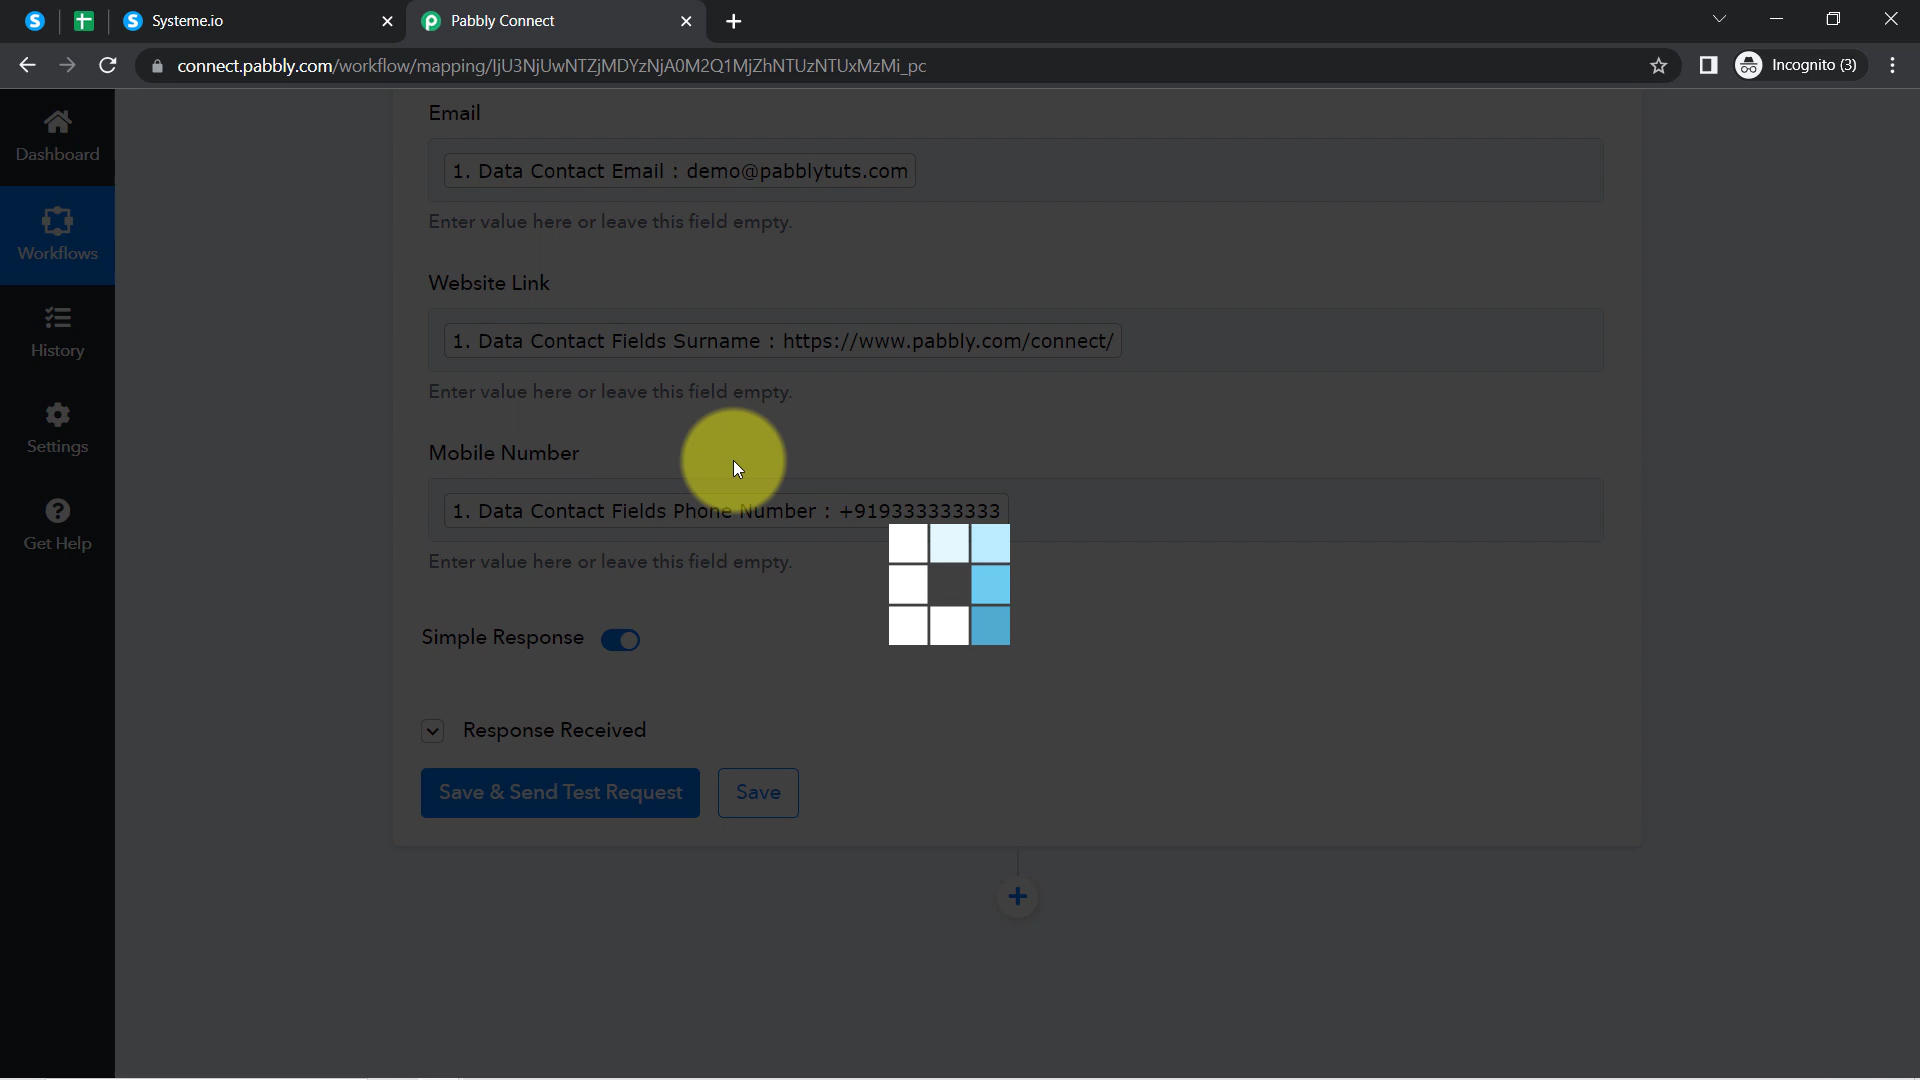 Systeme.io
Pabbly Connect
connect.pabbly.com/workflow/mapping/IjU3NjUwNTZjMDYzNjA0M2Q1MjZhNTUzNTUxMzMi_pc
Incognito (3)
Dashboard
Workflows
History
Settings
Get Help
Email
1. Data Contact Email : demo@pabblytuts.com
Enter value here or leave this field empty.
Website Link
1. Data Contact Fields Surname : https://www.pabbly.com/connect/
Enter value here or leave this field empty.
Mobile Number
1. Data Contact Fields Phone Number : +919333333333
Enter value here or leave this field empty.
Simple Response
Response Received
Save & Send Test Request
Save